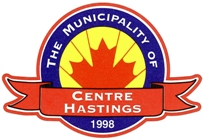 THE MUNICIPALITY OF
CENTRE
HASTINGS
1998